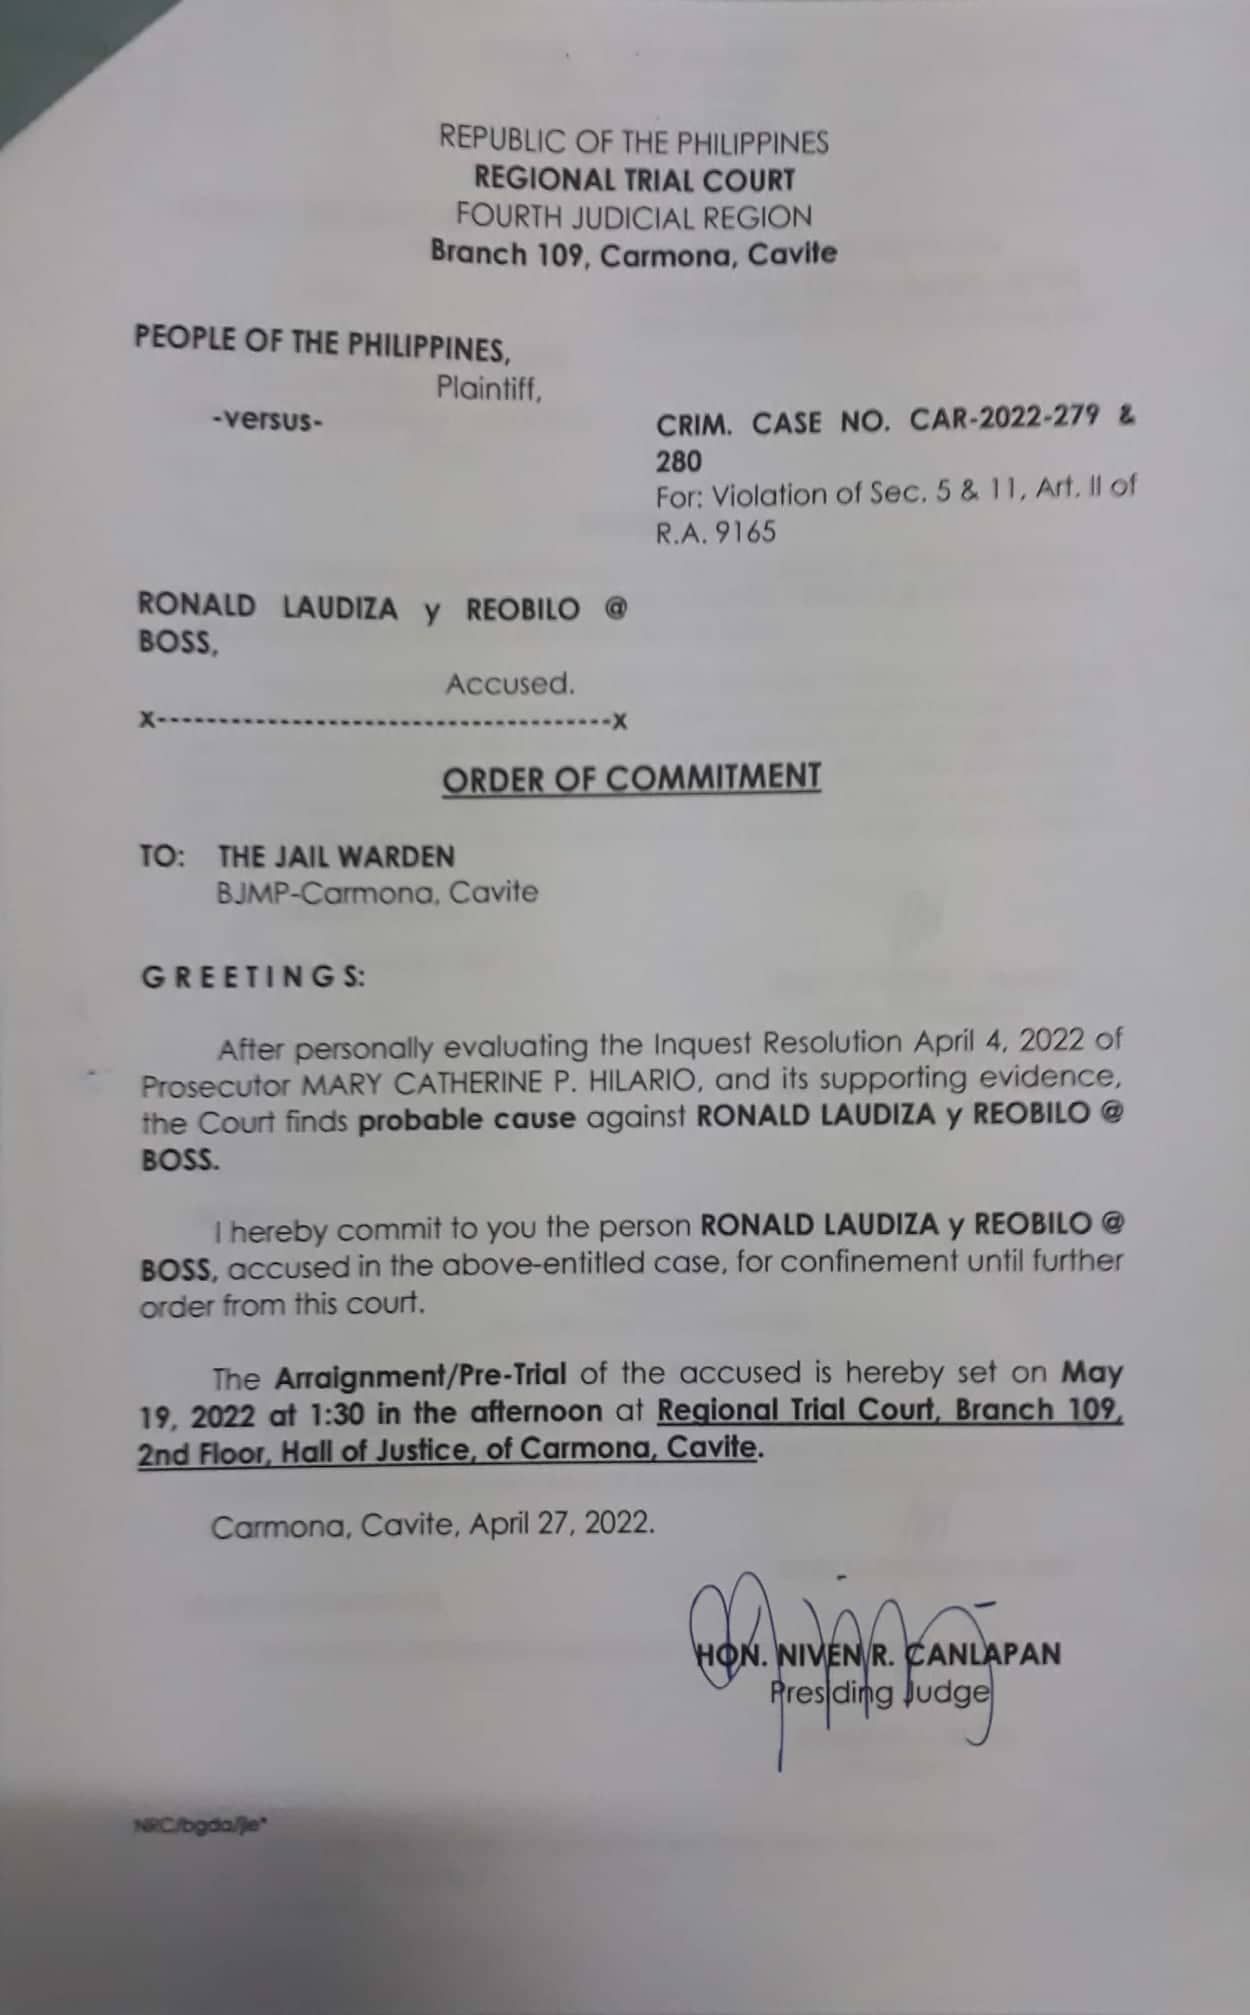 REPUBLIC OF THE PHILIPPINES
REGIONAL TRIAL COURT
FOURTH JUDICIAL REGION
Branch 109, Carmona, Cavite
PEOPLE OF THE PHILIPPINES,
Plaintiff,
-versus-
CRIM. CASE NO. CAR-2022-279 &
280
For: Violation of Sec. 5 & 11, Art. II of
R.A. 9165
RONALD LAUDIZA y REOBILO @
BOSS,
Accused.
x-------------------------------------x
ORDER OF COMMITMENT
TO: THE JAIL WARDEN
BJMP-Carmona, Cavite
G R E E T I N G S:
After personally evaluating the Inquest Resolution April 4, 2022 of
Prosecutor MARY CATHERINE P. HILARIO, and its supporting evidence,
the Court finds probable cause against RONALD LAUDIZA y REOBILO @
BOSS.
I hereby commit to you the person RONALD LAUDIZA y REOBILO @
BOSS, accused in the above-entitled case, for confinement until further
order from this court.
The Arraignment/Pre-Trial of the accused is hereby set on May
19, 2022 at 1:30 in the afternoon at Regional Trial Court, Branch 109,
2nd Floor, Hall of Justice, of Carmona, Cavite.
Carmona, Cavite, April 27, 2022.
HON. NIVEN R. CANLAPAN
Presiding Judge
NRC/bgda/jle*